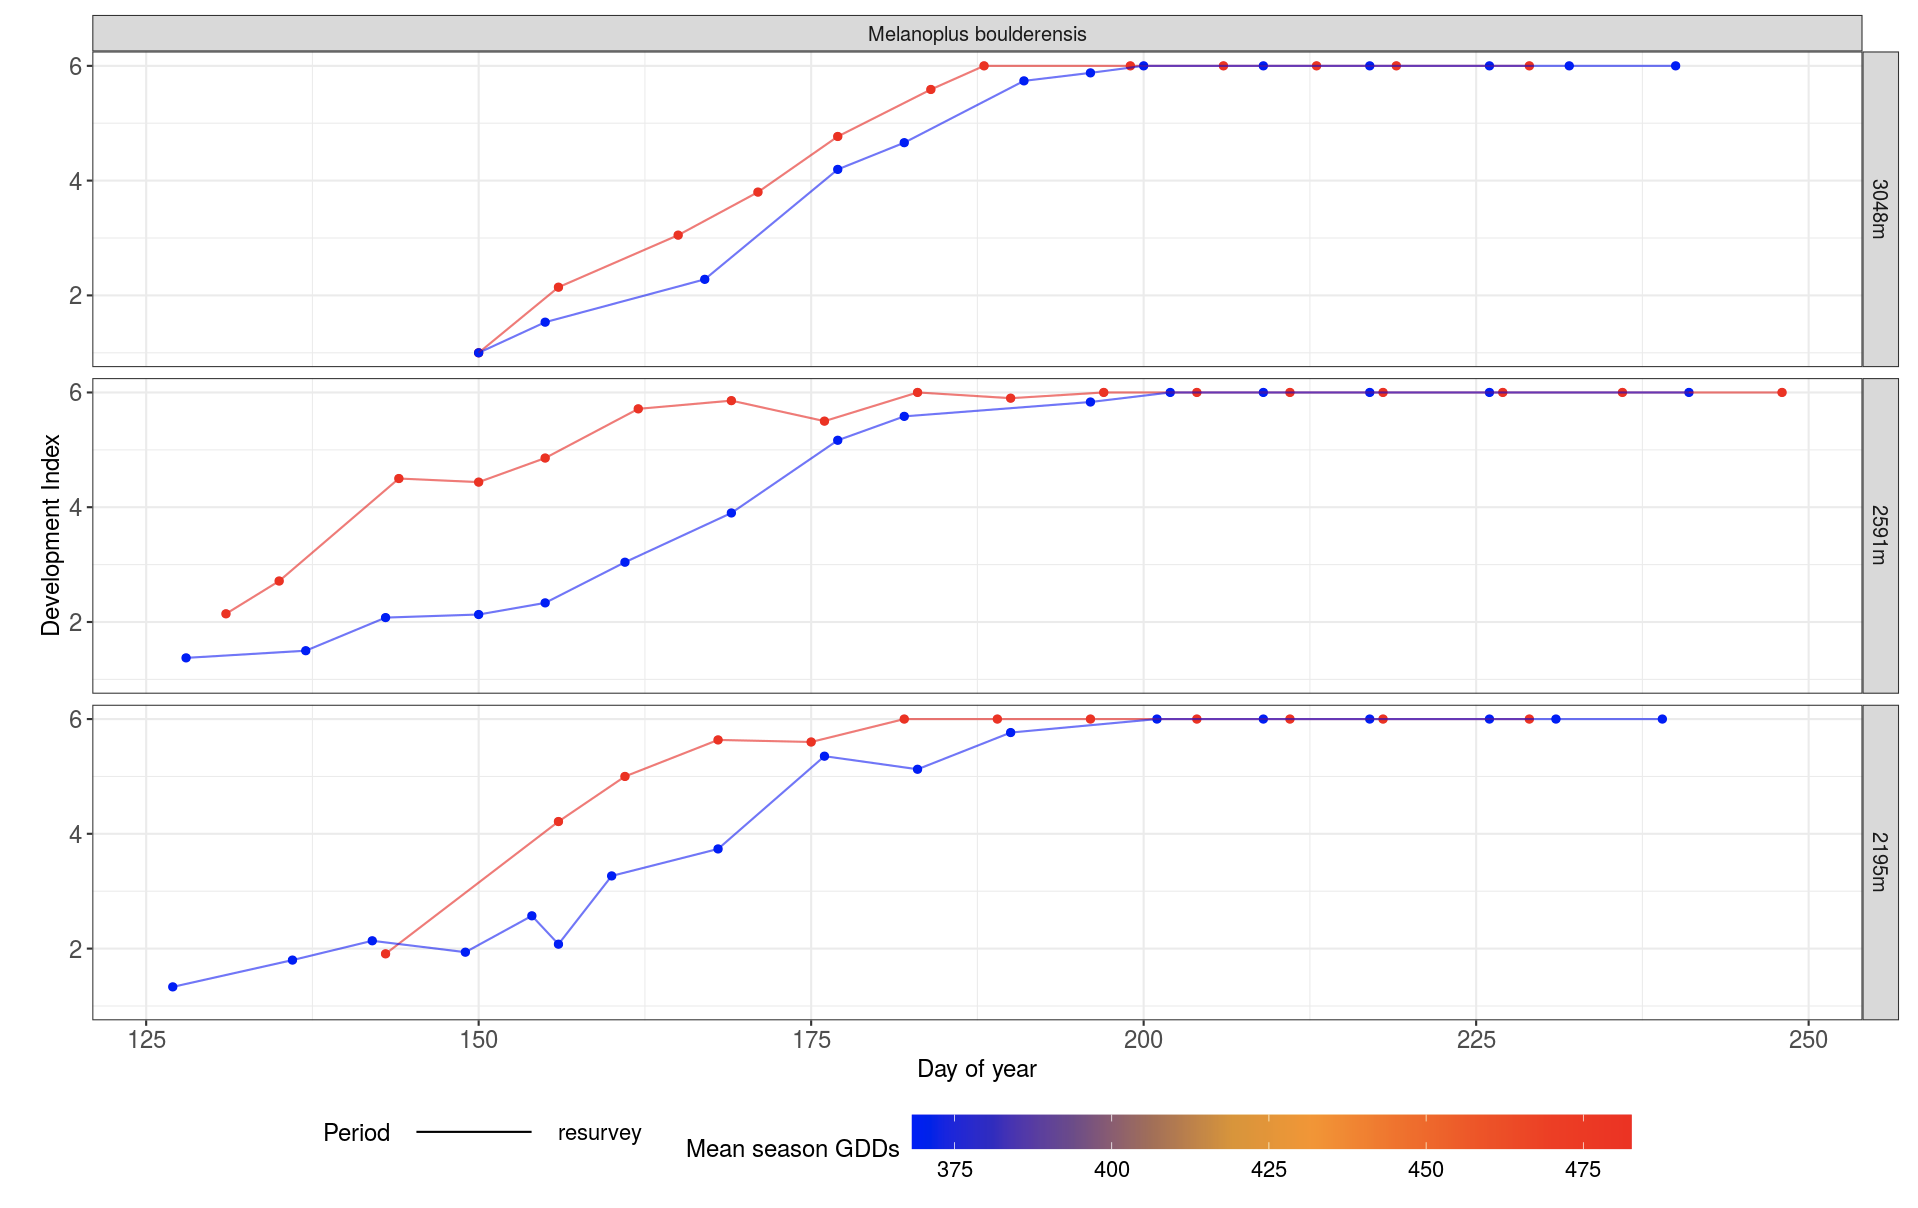 Melanoplus boulderensis
6
4
2
3048m
Development Index
6
4
2
2591m
6
4
2
2195m
125 150 175 200 225 250
Day of year
Period resurvey
Mean season GDDs
375 400 425 450 475